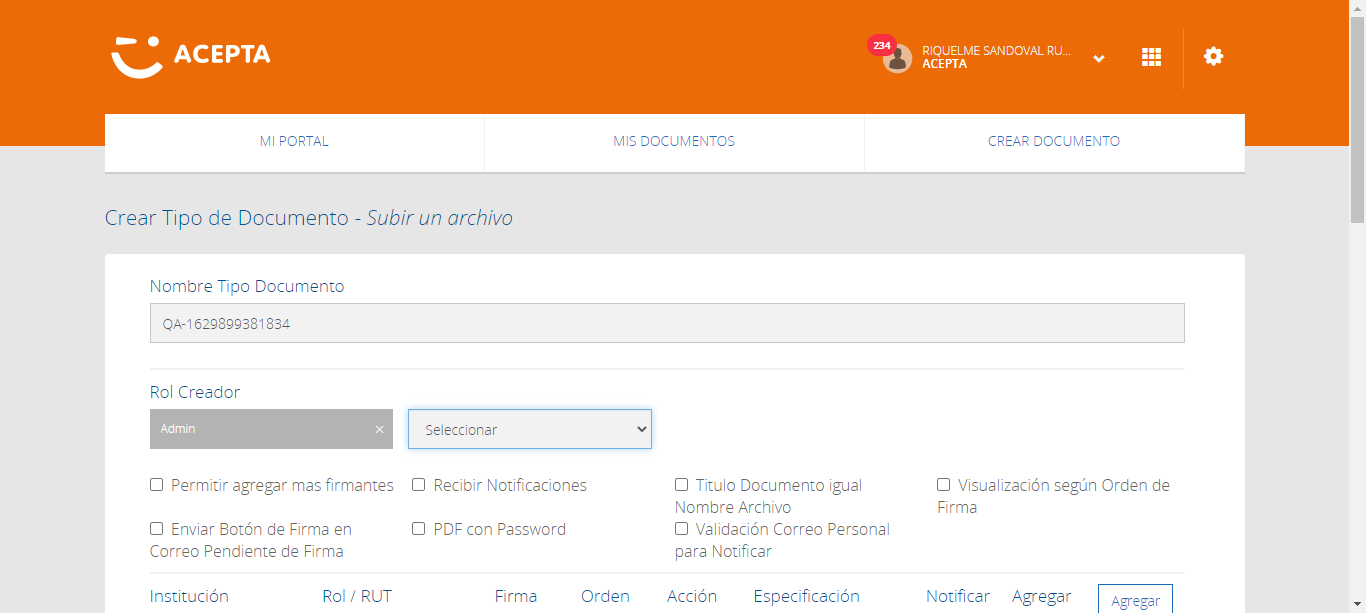 ACEPTA
234
RIQUELME SANDOVAL RU...
ACEPTA
MI PORTAL
MIS DOCUMENTOS
CREAR DOCUMENTO
Crear Tipo de Documento - Subir un archivo
Nombre Tipo Documento
QA-1629899381834
Rol Creador
Admin ×
Seleccionar
Permitir agregar mas firmantes
Recibir Notificaciones
Titulo Documento igual
Nombre Archivo
Visualización según Orden de
Firma
Enviar Botón de Firma en
Correo Pendiente de Firma
PDF con Password
Validación Correo Personal
para Notificar
Institución Rol / RUT Firma Orden Acción Especificación Notificar Agregar Agregar